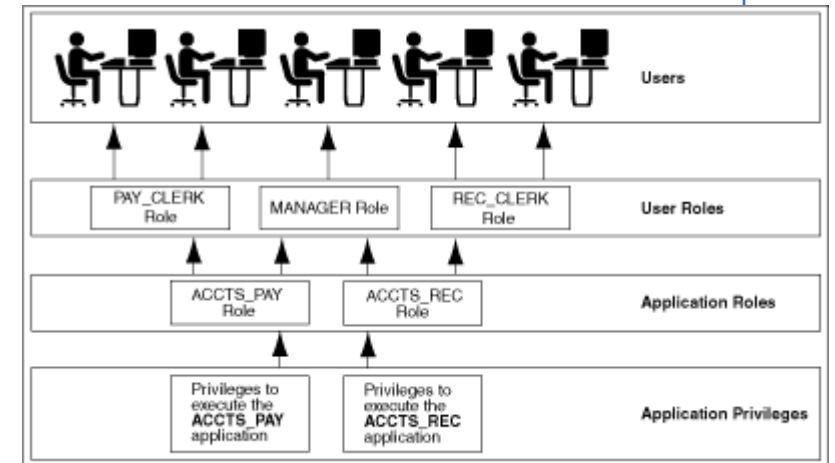 Users
PAY_CLERK
Role
MANAGER Role
REC_CLERK
Role
User Roles
ACCTS_PAY
Role
ACCTS_REC
Role
Application Roles
Privileges to
execute the
ACCTS_PAY
application
Privileges to
execute the
ACCTS_REC
application
Application Privileges